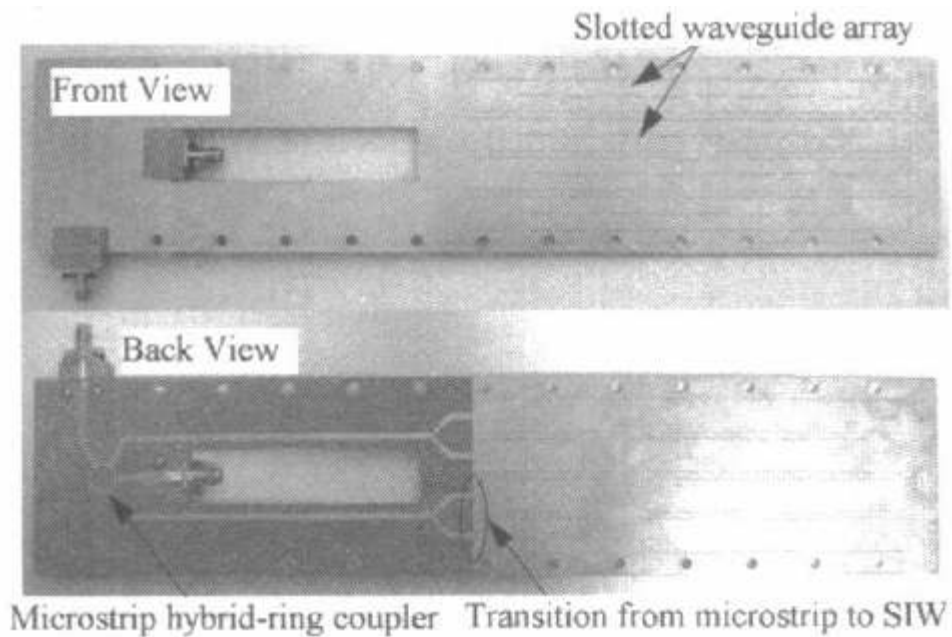 Slotted waveguide array
Front View
Back View
Microstrip hybrid-ring coupler
Transition from microstrip to SIW